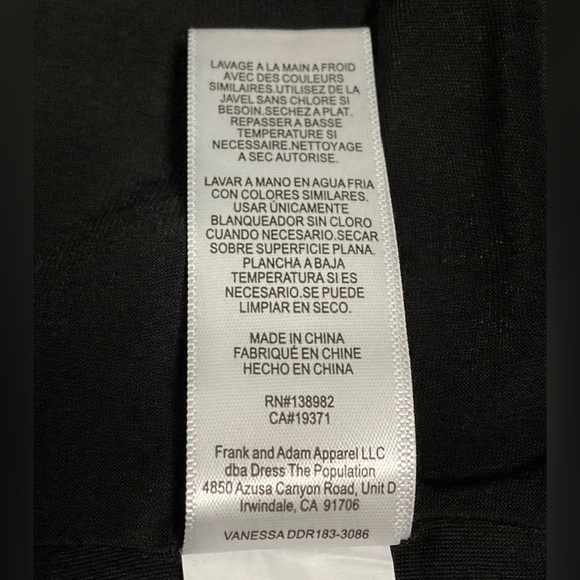 LAVAGE A LA MAIN A FROID
AVEC DES COULEURS
SIMILAIRES.UTILISEZ DE LA
JAVEL SANS CHLORE SI
BESOIN.SECHEZ A PLAT.
REPASSER A BASSE
TEMPERATURE SI
NECESSAIRE.NETTOYAGE
A SEC AUTORISE.
LAVAR A MANO EN AGUA FRIA
CON COLORES SIMILARES.
USAR ÚNICAMENTE
BLANQUEADOR SIN CLORO
CUANDO NECESARIO.SECAR
SOBRE SUPERFICIE PLANA.
PLANCHA A BAJA
TEMPERATURA SI ES
NECESARIO.SE PUEDE
LIMPIAR EN SECO.
MADE IN CHINA
FABRIQUÉ EN CHINE
HECHO EN CHINA
RN#138982
CA#19371
Frank and Adam Apparel LLC
dba Dress The Population
4850 Azusa Canyon Road, Unit D
Irwindale, CA 91706
VANESSA DDR183-3086